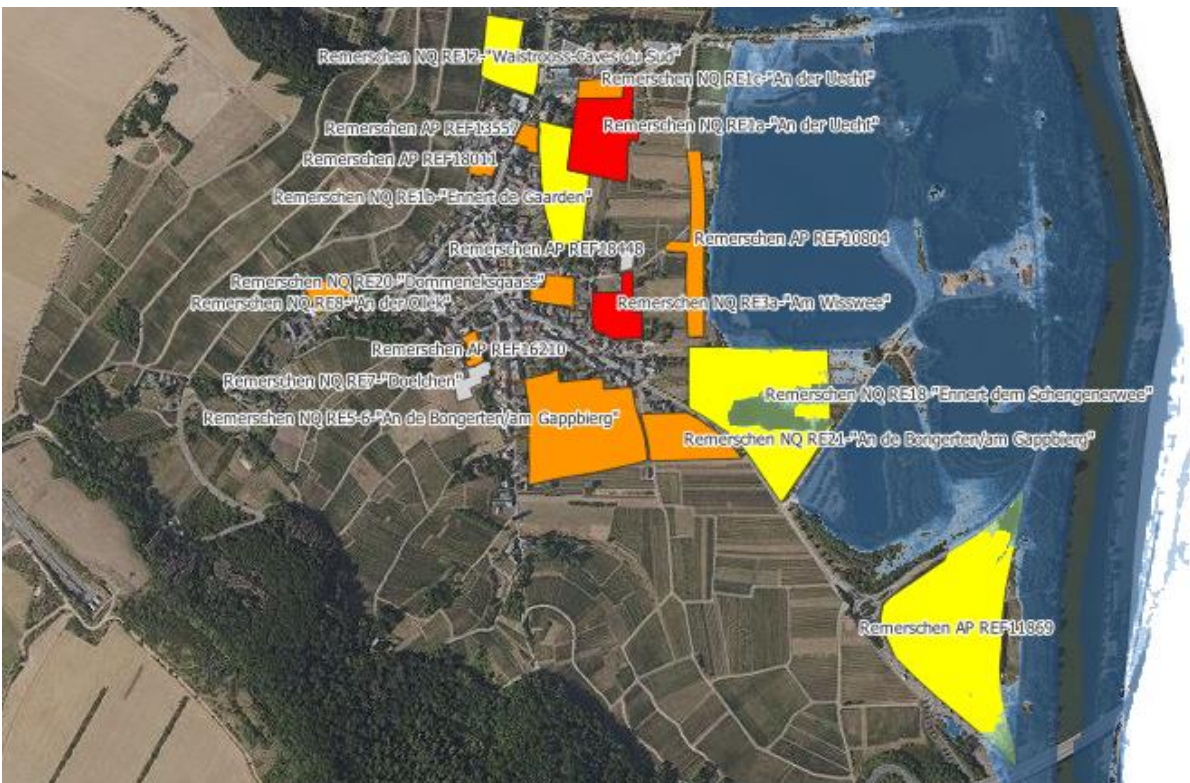 Remerschen NQ RE12-"Waistrooss-Caves du Sud"
Remerschen NQ RE1c-"An der Uecht"
Remerschen NQ RE1a-"An der Uecht"
Remerschen AP REF13557
Remerschen AP REF18011
Remerschen NQ RE1b-"Ennert de Gaarden"
Remerschen AP REF18448
Remerschen AP REF10804
Remerschen NQ RE20-"Dommeneksgaass"
Remerschen NQ RE8-"An der Olick"
Remerschen NQ RE3a-"Am Wisswee"
Remerschen AP REF16210
Remerschen NQ RE7-"Doelchen"
Remerschen NQ RE18-"Ennert dem Schengenerwee"
Remerschen NQ RE5-6-"An de Bongerten/am Gappbierg"
Remerschen NQ RE21-"An de Bongerten/am Gappbierg"
Remerschen AP REF11869